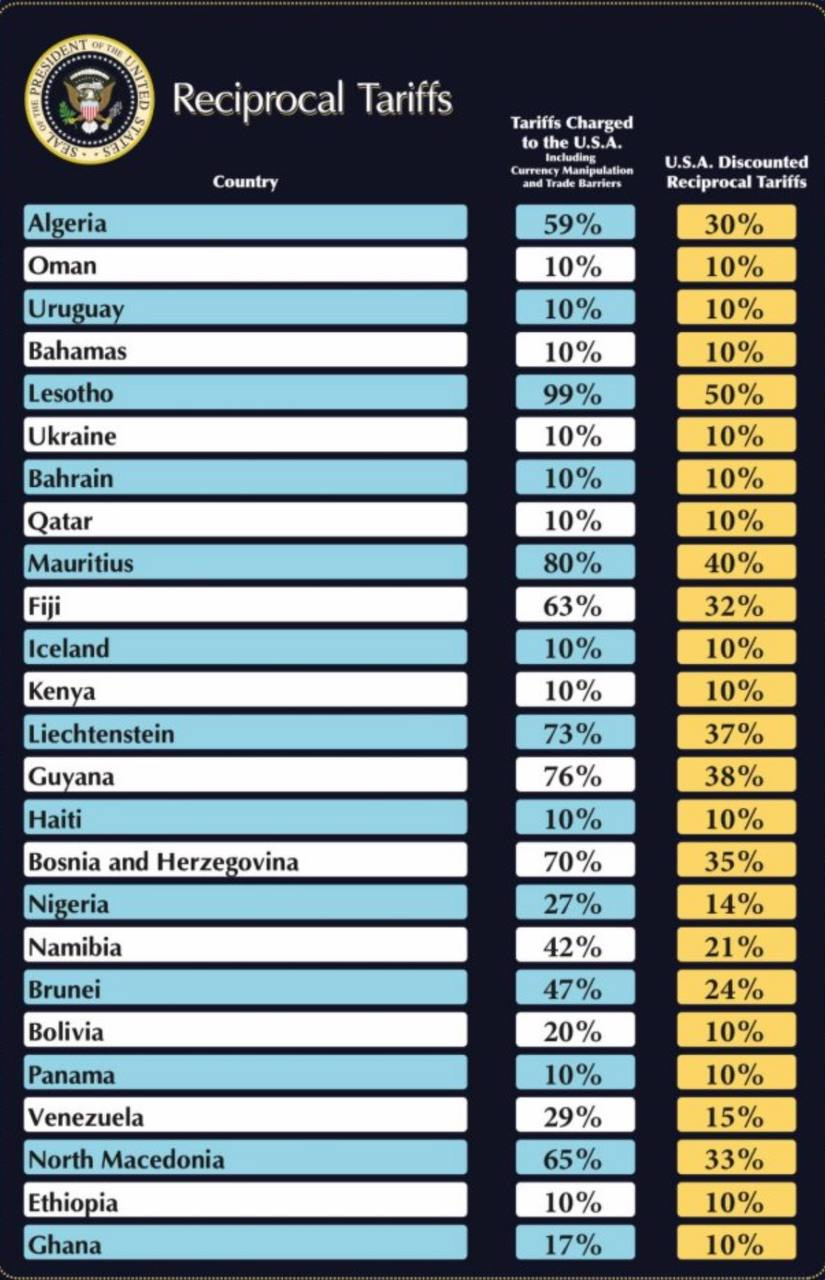 SEAL OF THE PRESIDENT OF THE UNITED STATES
Reciprocal Tariffs
Country
Tariffs Charged
to the U.S.A.
Including
Currency Manipulation
and Trade Barriers
U.S.A. Discounted
Reciprocal Tariffs
Algeria 59% 30%
Oman 10% 10%
Uruguay 10% 10%
Bahamas 10% 10%
Lesotho 99% 50%
Ukraine 10% 10%
Bahrain 10% 10%
Qatar 10% 10%
Mauritius 80% 40%
Fiji 63% 32%
Iceland 10% 10%
Kenya 10% 10%
Liechtenstein 73% 37%
Guyana 76% 38%
Haiti 10% 10%
Bosnia and Herzegovina 70% 35%
Nigeria 27% 14%
Namibia 42% 21%
Brunei 47% 24%
Bolivia 20% 10%
Panama 10% 10%
Venezuela 29% 15%
North Macedonia 65% 33%
Ethiopia 10% 10%
Ghana 17% 10%